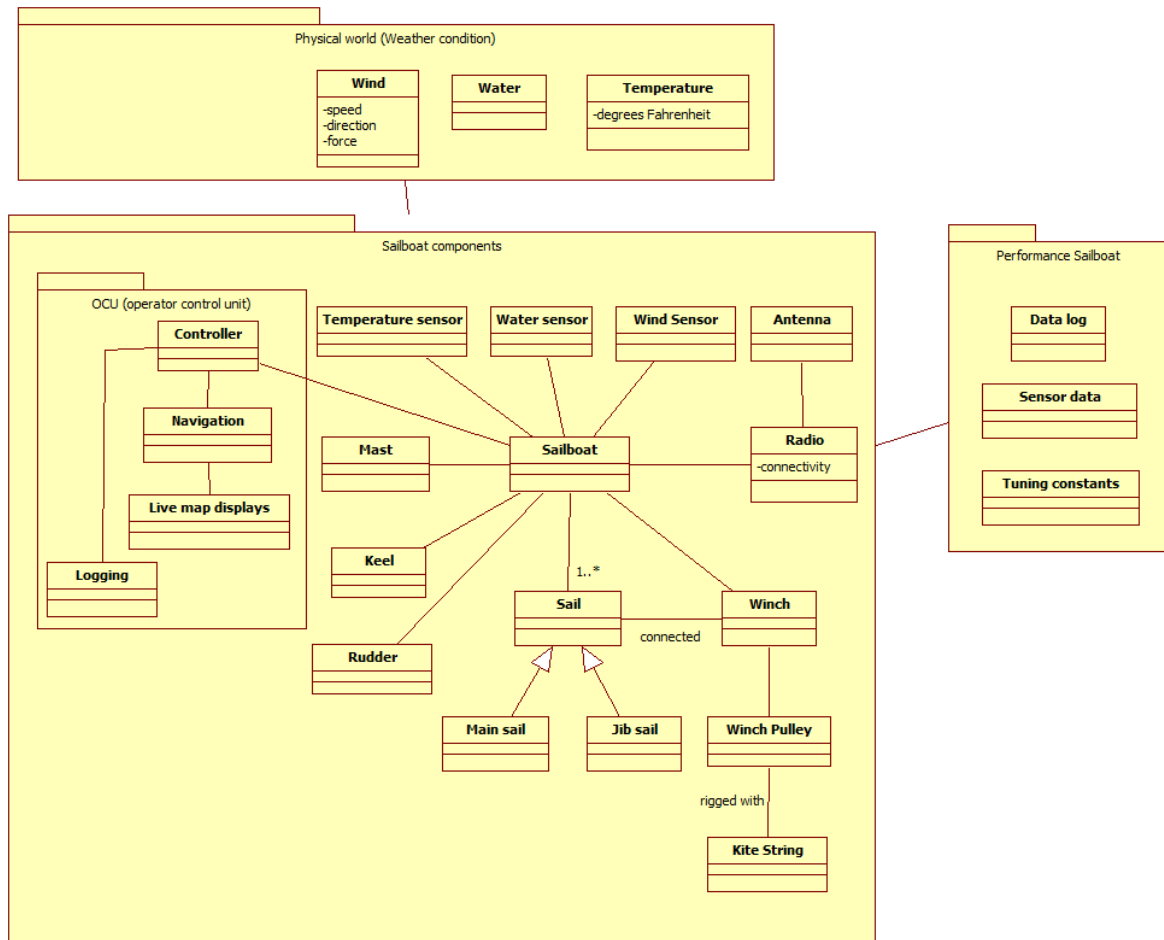 Physical world (Weather condition)
Wind
-speed
-direction
-force
Water
Temperature
-degrees Fahrenheit
Sailboat components
OCU (operator control unit)
Controller
Navigation
Live map displays
Logging
Temperature sensor
Water sensor
Wind Sensor
Antenna
Mast
Sailboat
Radio
-connectivity
Keel
1..*
Sail
connected
Winch
Rudder
Main sail
Jib sail
Winch Pulley
rigged with
Kite String
Performance Sailboat
Data log
Sensor data
Tuning constants